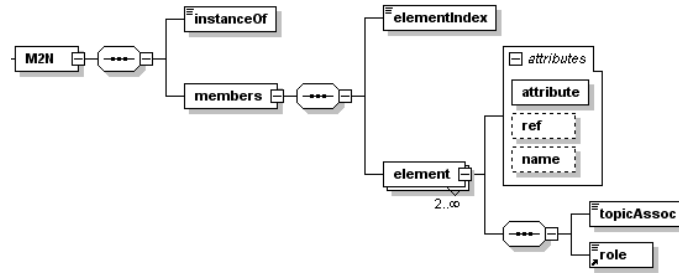 instanceOf
elementIndex
M2N
attributes
members
attribute
ref
name
element
2..∞
topicAssoc
role